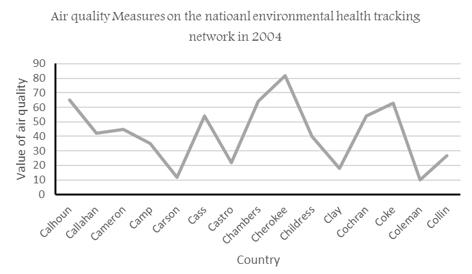 Air quality Measures on the natioanl environmental health tracking
network in 2004
Value of air quality
90
80
70
60
50
40
30
20
10
0
Calhoun
Callahan
Cameron
Camp
Carson
Cass
Castro
Chambers
Cherokee
Childress
Clay
Cochran
Coke
Coleman
Collin
Country